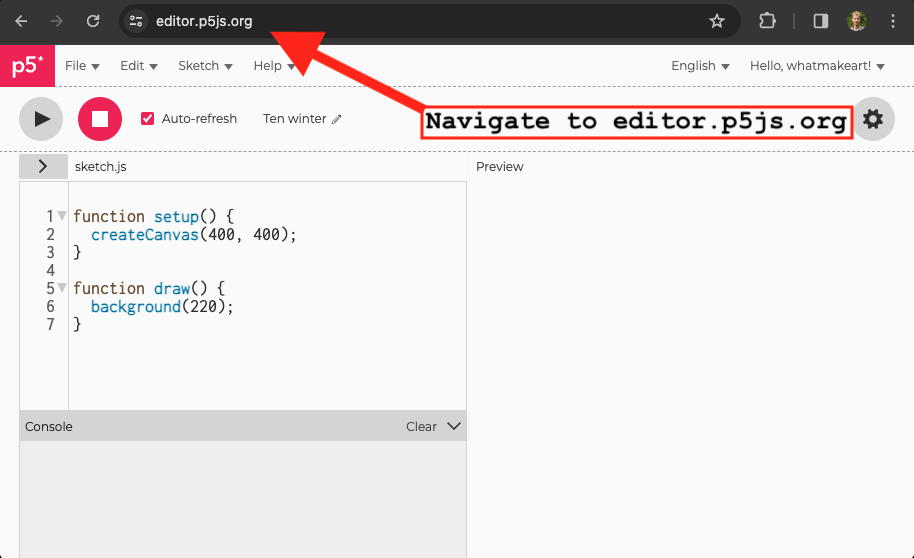 editor.p5js.org
p5*
File Edit Sketch Help English Hello, whatmakeart!
Auto-refresh Ten winter
Navigate to editor.p5js.org
sketch.js Preview
1 function setup() {
2 createCanvas(400, 400);
3 }
4
5 function draw() {
6 background(220);
7 }
Console Clear